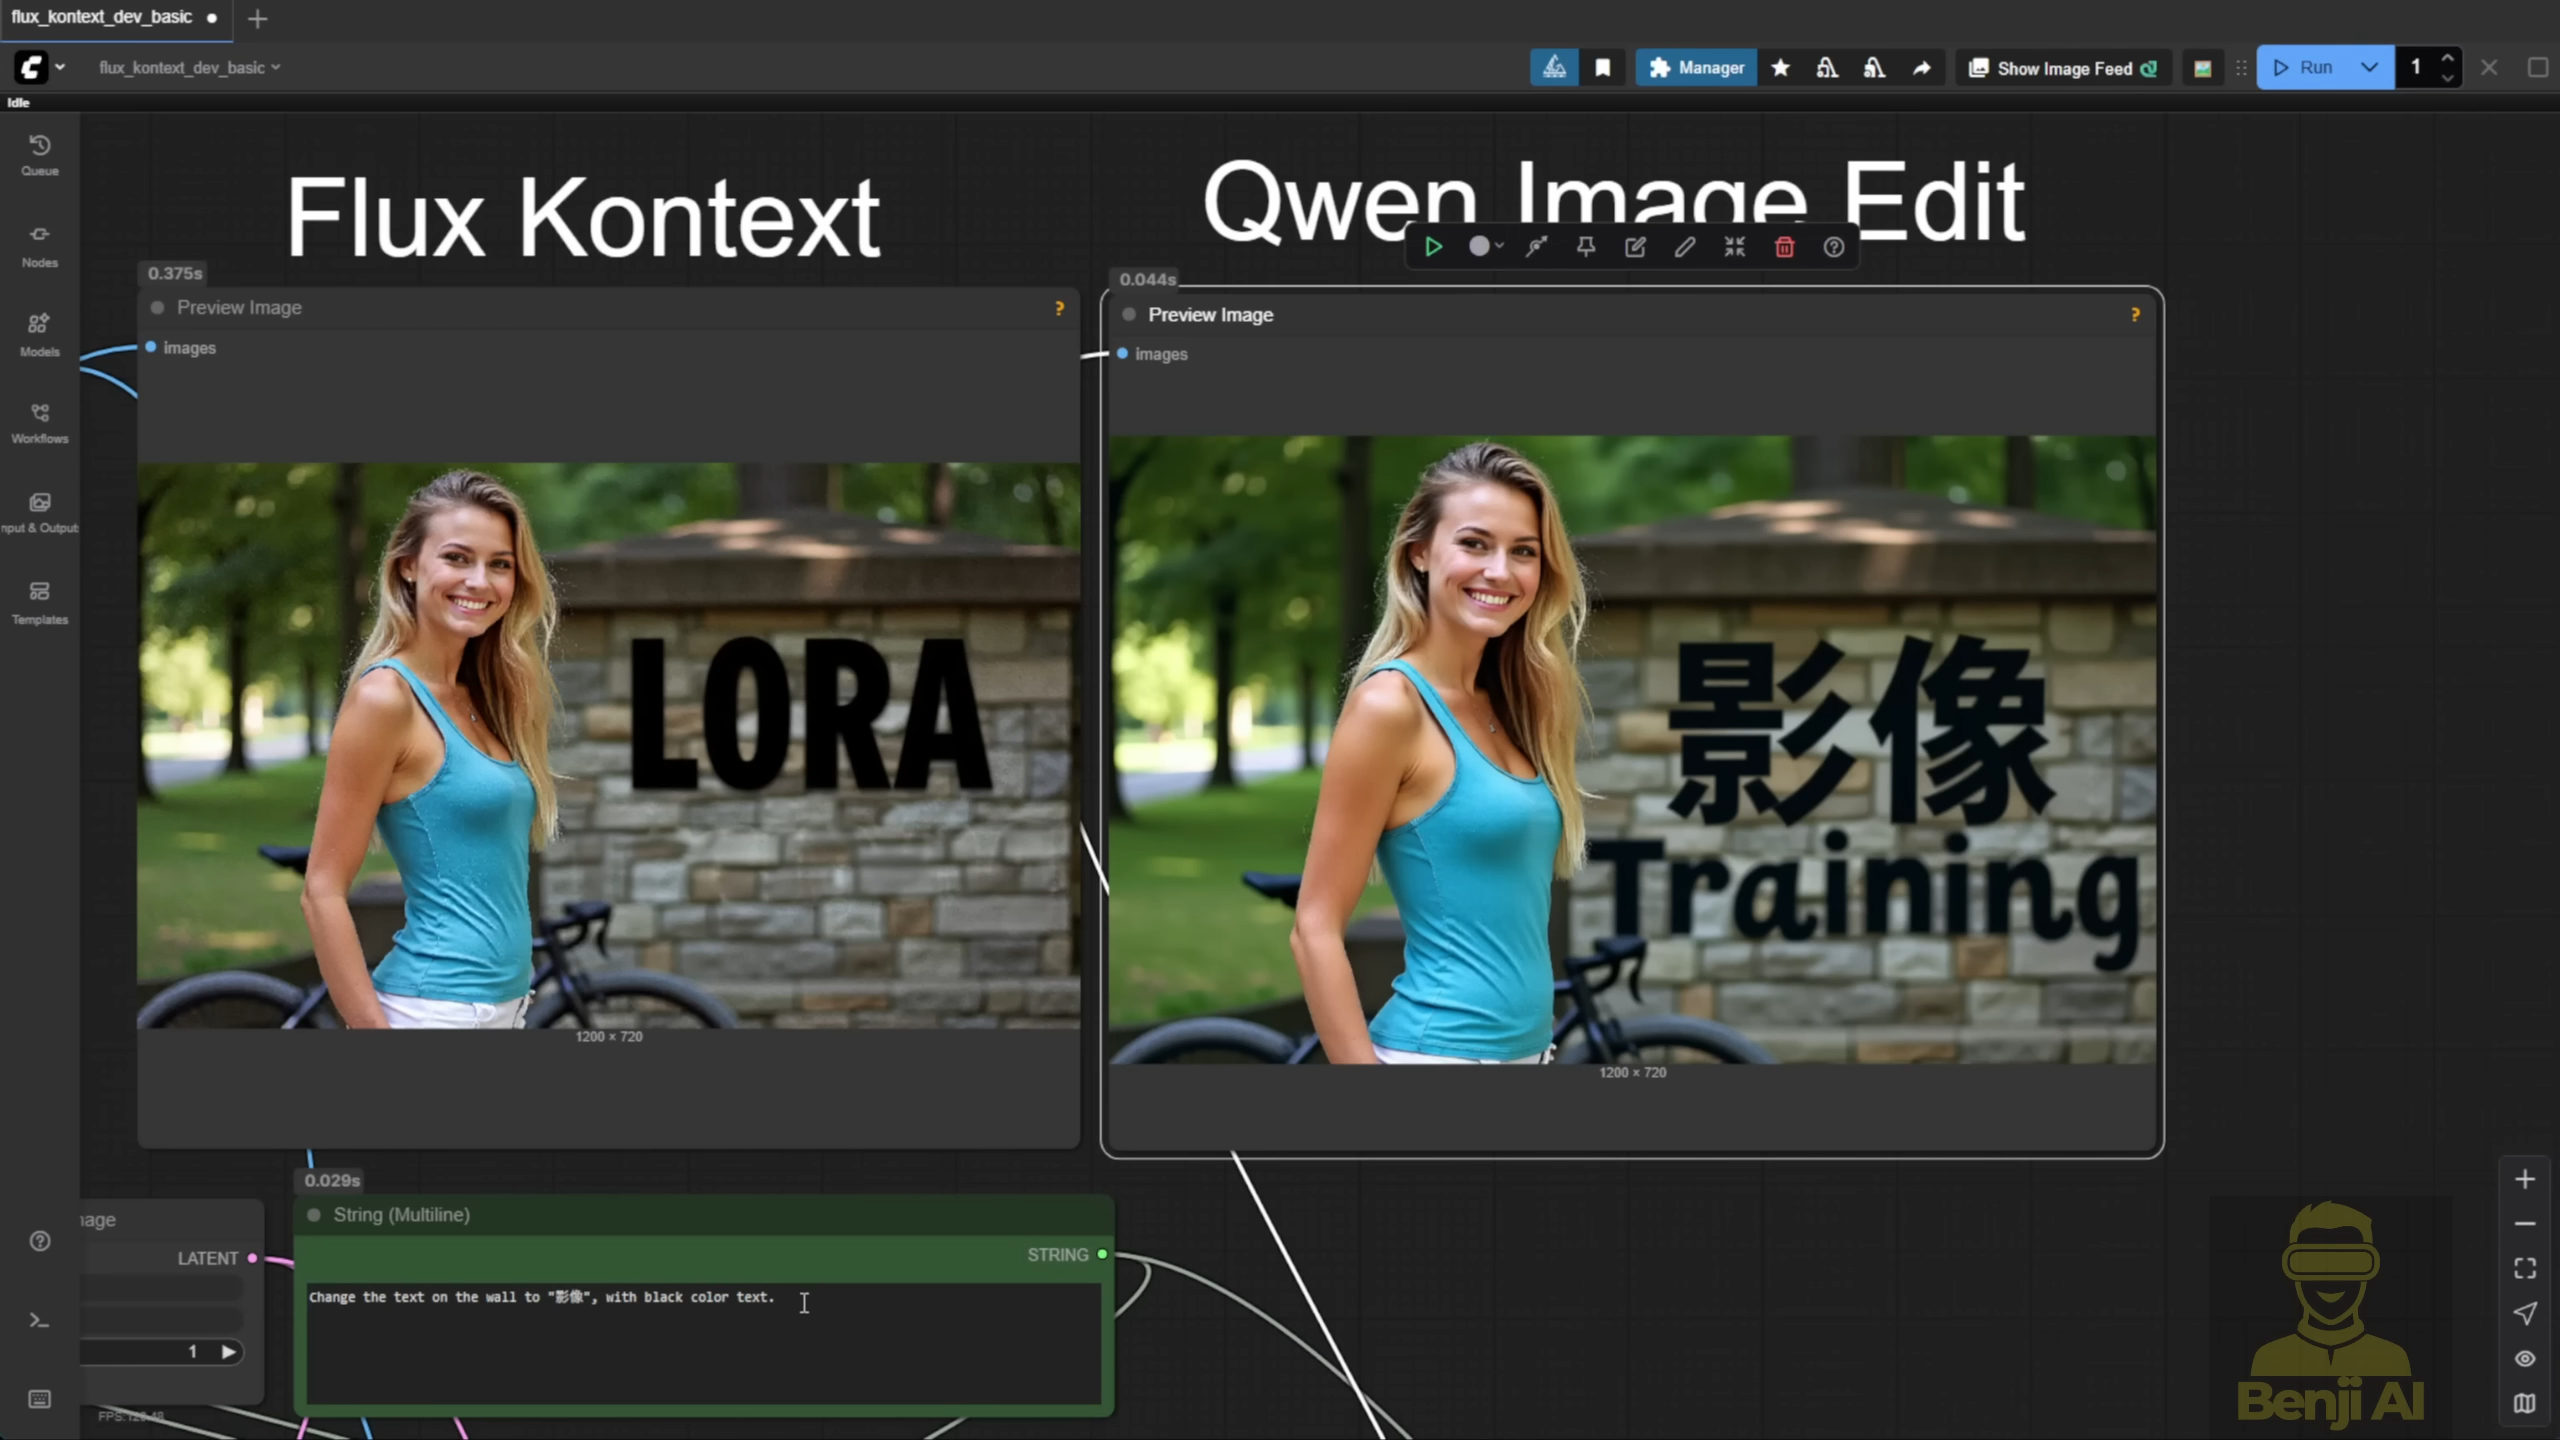 flux_kontext_dev_basic
flux_kontext_dev_basic
Manager
Show Image Feed
Run
1
Idle
Queue
Nodes
Models
Workflows
nput & Output
Templates
Flux Kontext
Qwen Image Edit
0.375s
Preview Image
?
images
LORA
1200 × 720
0.044s
Preview Image
?
images
影像
Training
1200 × 720
0.029s
String (Multiline)
STRING
Change the text on the wall to "影像", with black color text.
nage
LATENT
1
Benji AI